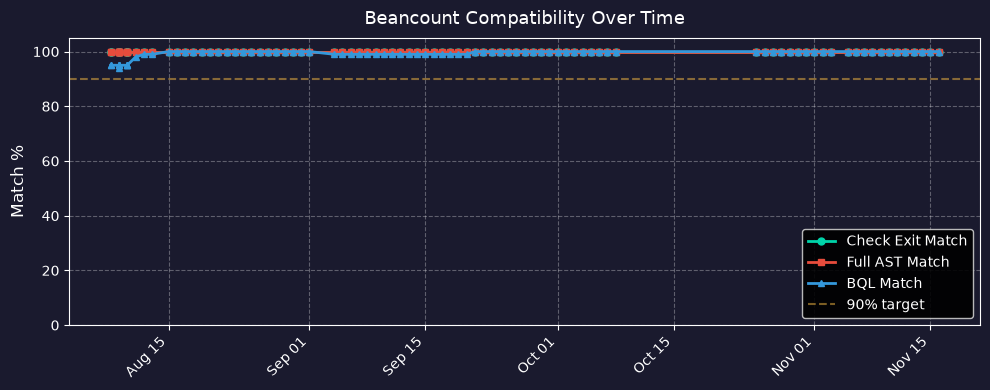 Beancount Compatibility Over Time
Match %
100
80
60
40
20
0
Aug 15
Sep 01
Sep 15
Oct 01
Oct 15
Nov 01
Nov 15
Check Exit Match
Full AST Match
BQL Match
90% target